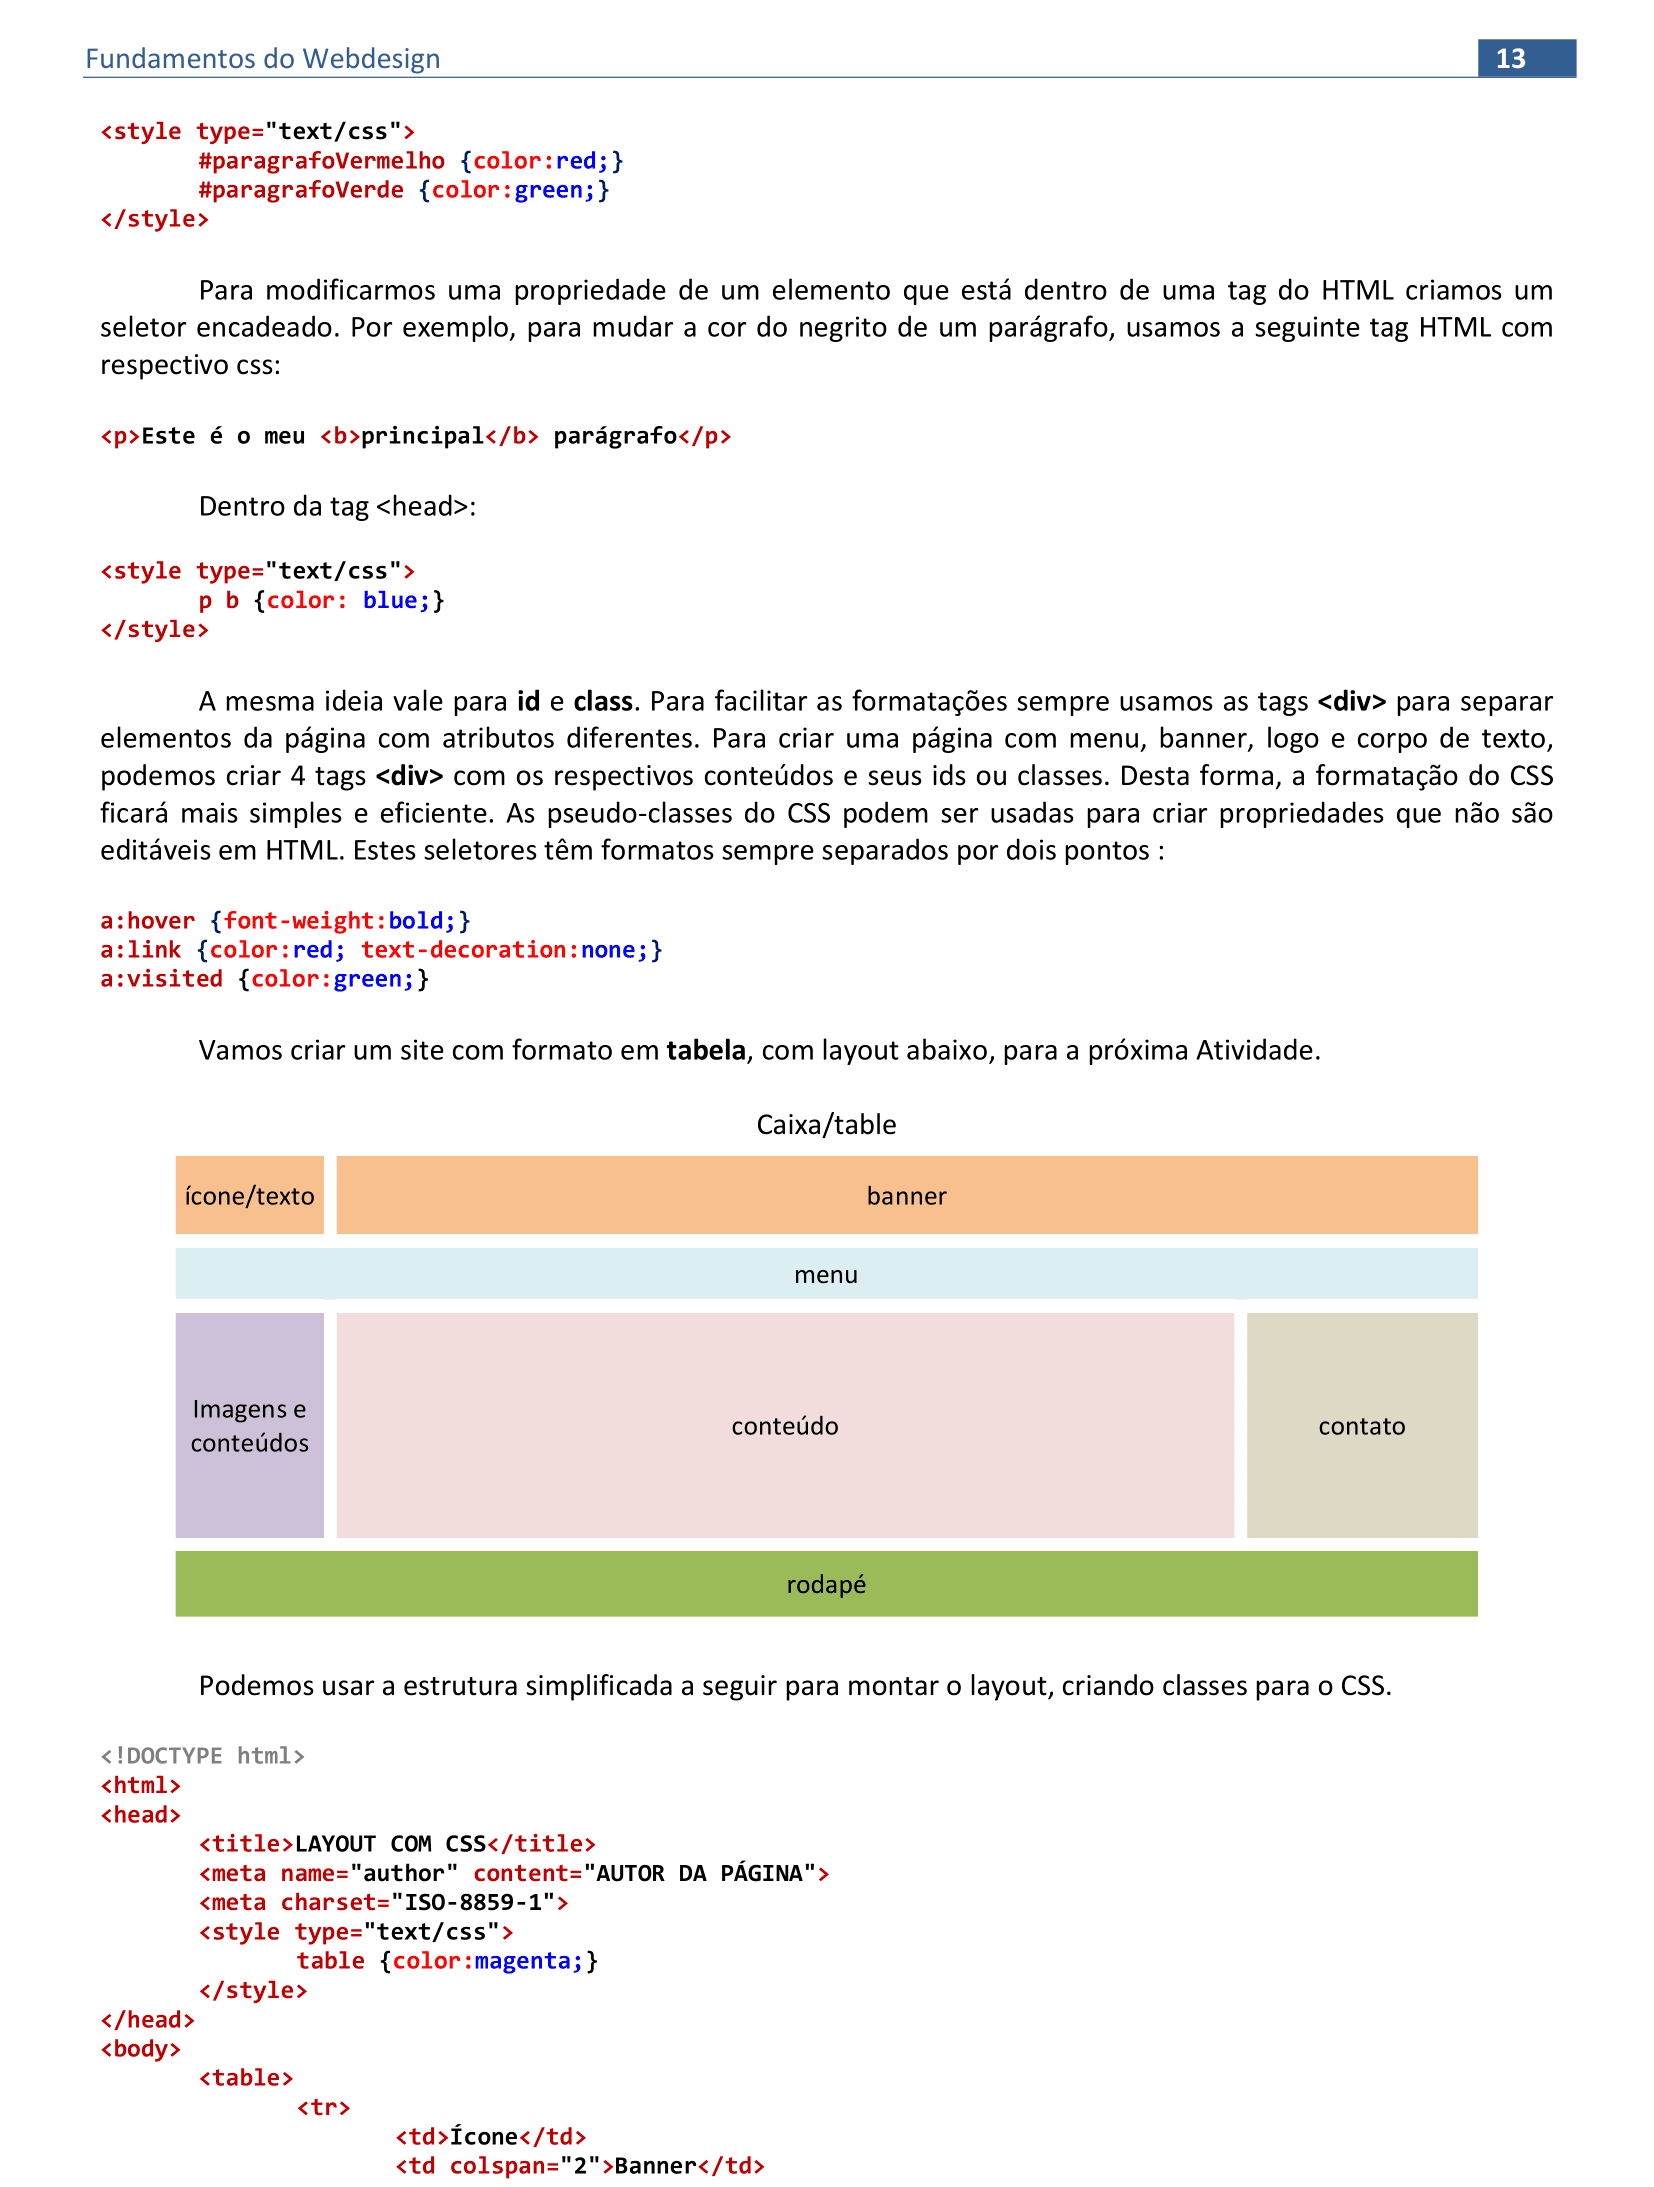 Fundamentos do Webdesign 13
<style type="text/css">
#paragrafoVermelho {color:red;}
#paragrafoVerde {color:green;}
</style>
Para modificarmos uma propriedade de um elemento que está dentro de uma tag do HTML criamos um
seletor encadeado. Por exemplo, para mudar a cor do negrito de um parágrafo, usamos a seguinte tag HTML com
respectivo css:
<p>Este é o meu <b>principal</b> parágrafo</p>
Dentro da tag <head>:
<style type="text/css">
p b {color: blue;}
</style>
A mesma ideia vale para id e class. Para facilitar as formatações sempre usamos as tags <div> para separar
elementos da página com atributos diferentes. Para criar uma página com menu, banner, logo e corpo de texto,
podemos criar 4 tags <div> com os respectivos conteúdos e seus ids ou classes. Desta forma, a formatação do CSS
ficará mais simples e eficiente. As pseudo-classes do CSS podem ser usadas para criar propriedades que não são
editáveis em HTML. Estes seletores têm formatos sempre separados por dois pontos :
a:hover {font-weight:bold;}
a:link {color:red; text-decoration:none;}
a:visited {color:green;}
Vamos criar um site com formato em tabela, com layout abaixo, para a próxima Atividade.
Caixa/table
ícone/texto banner
menu
Imagens e
conteúdos
conteúdo
contato
rodapé
Podemos usar a estrutura simplificada a seguir para montar o layout, criando classes para o CSS.
<!DOCTYPE html>
<html>
<head>
<title>LAYOUT COM CSS</title>
<meta name="author" content="AUTOR DA PÁGINA">
<meta charset="ISO-8859-1">
<style type="text/css">
table {color:magenta;}
</style>
</head>
<body>
<table>
<tr>
<td>Ícone</td>
<td colspan="2">Banner</td>